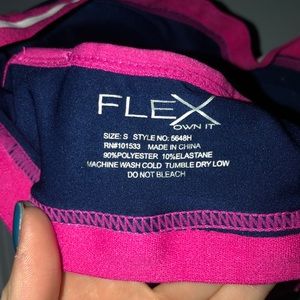 FLEX
OWN IT
SIZE: S STYLE NO: 5648H
RN#101533 MADE IN CHINA
90%POLYESTER 10%ELASTANE
MACHINE WASH COLD TUMBLE DRY LOW
DO NOT BLEACH